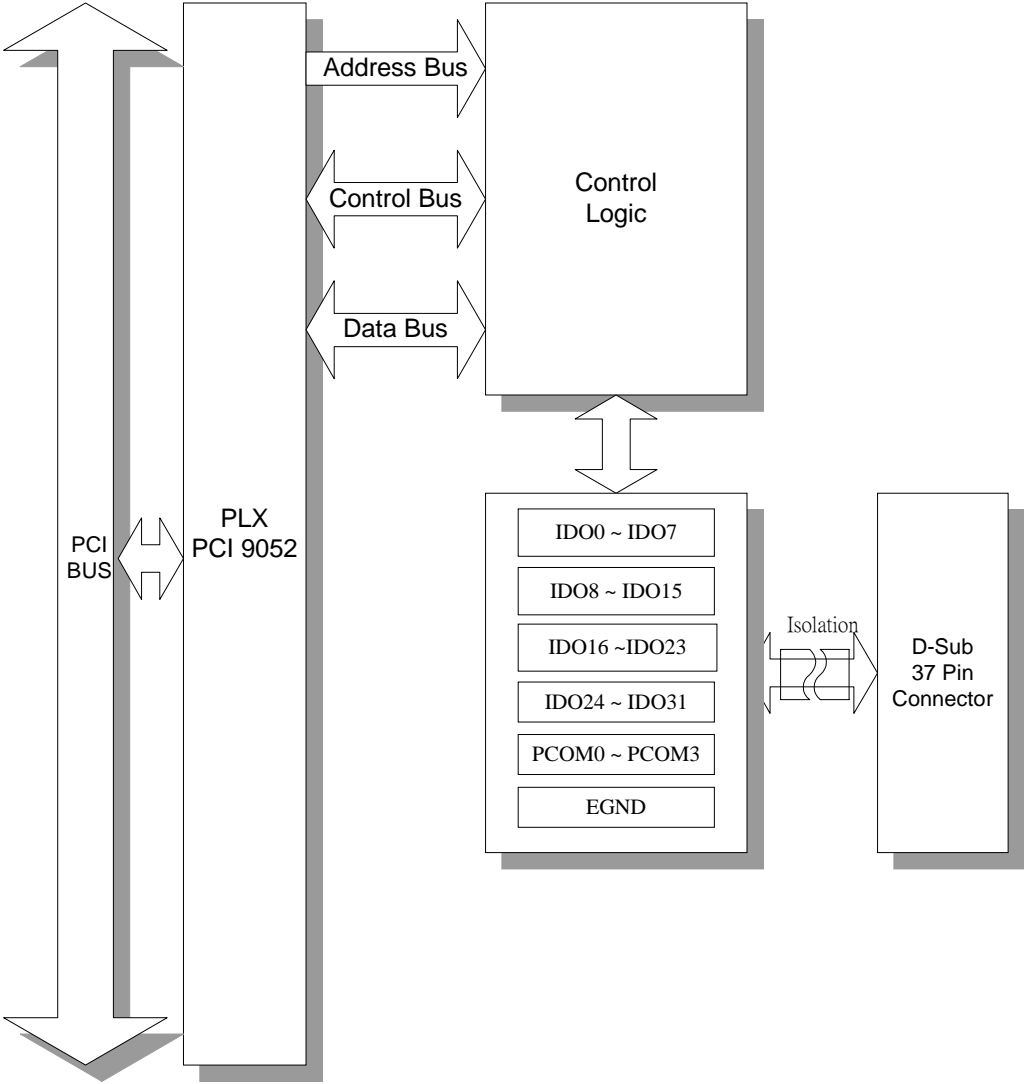 Address Bus
Control Bus
Data Bus
Control
Logic
PCI
BUS
PLX
PCI 9052
IDO0 ~ IDO7
IDO8 ~ IDO15
IDO16 ~IDO23
IDO24 ~ IDO31
PCOM0 ~ PCOM3
EGND
Isolation
D-Sub
37 Pin
Connector